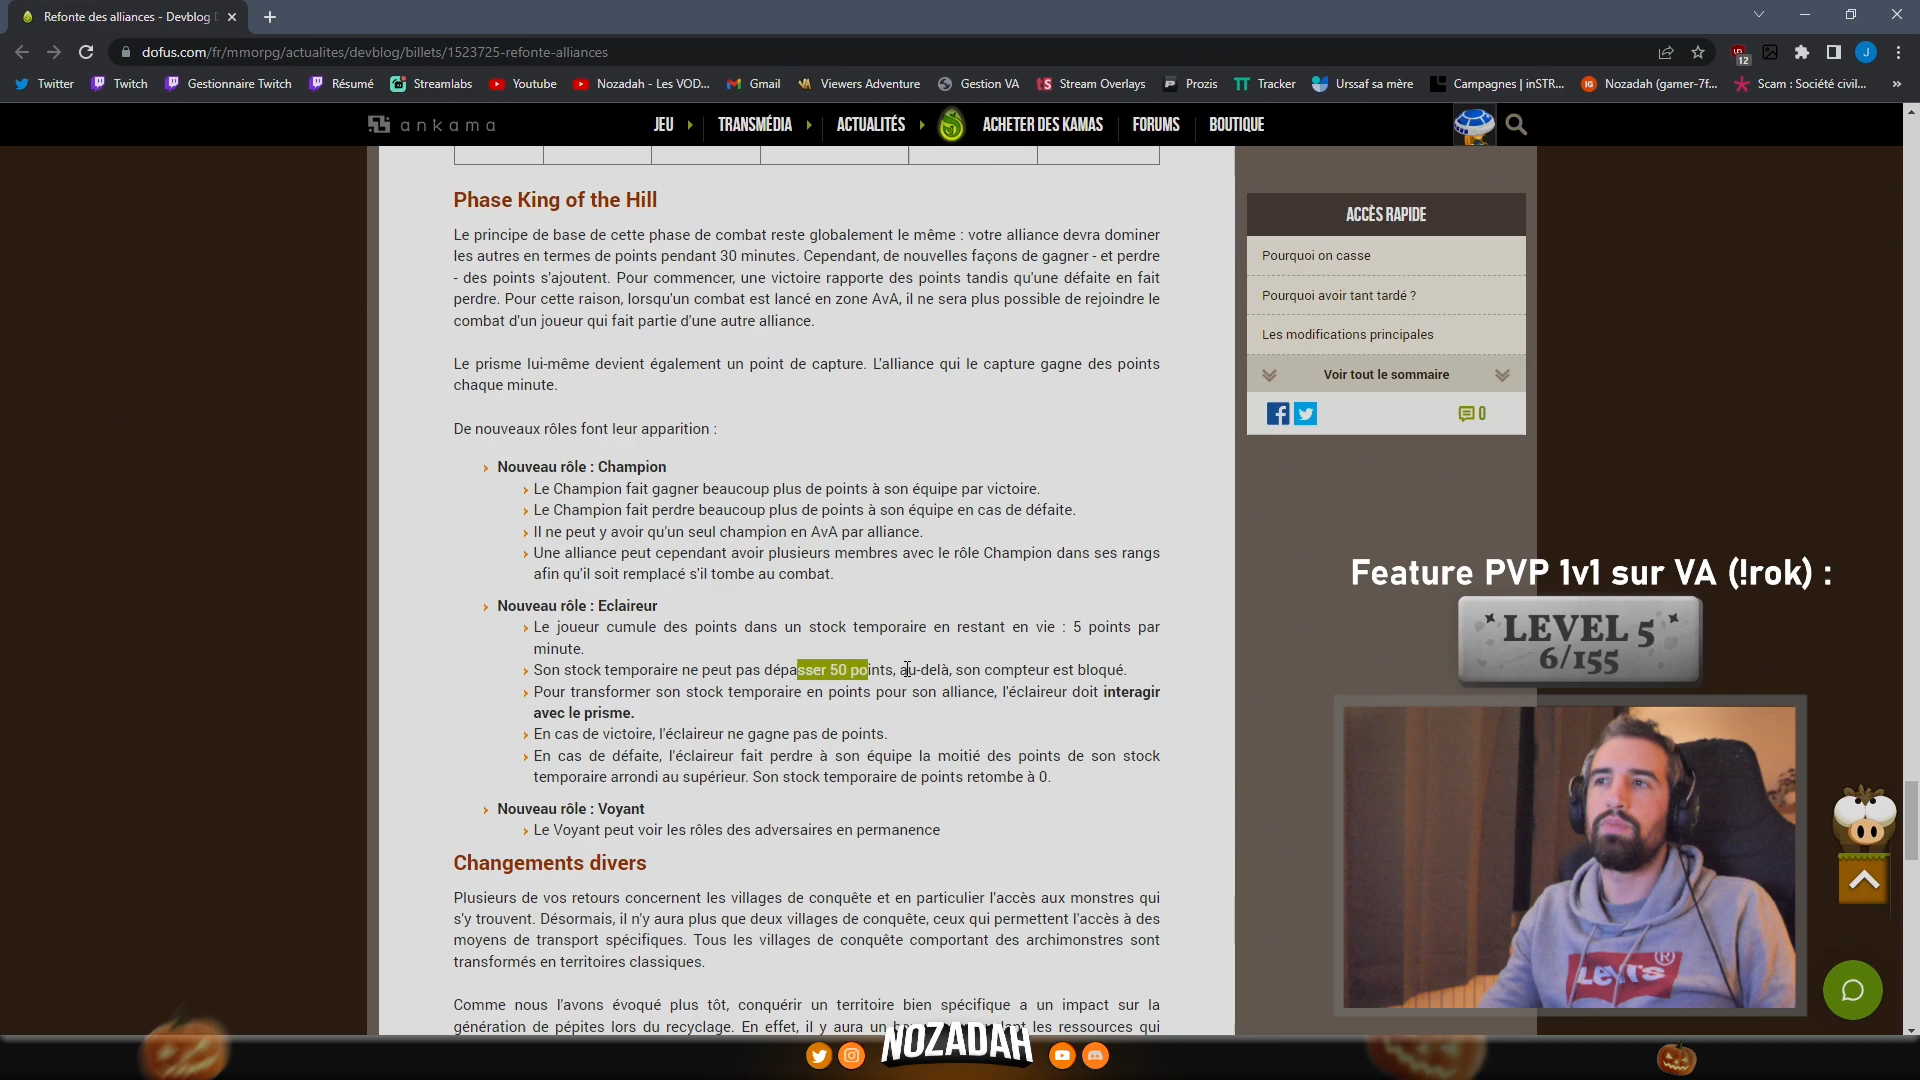 Refonte des alliances - Devblog
dofus.com/fr/mmorpg/actualites/devblog/billets/1523725-refonte-alliances
12
J
Twitter Twitch Gestionnaire Twitch Résumé Streamlabs Youtube Nozadah - Les VOD... Gmail Viewers Adventure Gestion VA Stream Overlays Prozis Tracker Urssaf sa mère Campagnes | inSTR... Nozadah (gamer-7f... Scam : Société civil... »
ankama JEU TRANSMÉDIA ACTUALITÉS ACHETER DES KAMAS FORUMS BOUTIQUE
Phase King of the Hill
Le principe de base de cette phase de combat reste globalement le même : votre alliance devra dominer
les autres en termes de points pendant 30 minutes. Cependant, de nouvelles façons de gagner - et perdre
- des points s'ajoutent. Pour commencer, une victoire rapporte des points tandis qu'une défaite en fait
perdre. Pour cette raison, lorsqu'un combat est lancé en zone AvA, il ne sera plus possible de rejoindre le
combat d'un joueur qui fait partie d'une autre alliance.
Le prisme lui-même devient également un point de capture. L'alliance qui le capture gagne des points
chaque minute.
De nouveaux rôles font leur apparition :
Nouveau rôle : Champion
Le Champion fait gagner beaucoup plus de points à son équipe par victoire.
Le Champion fait perdre beaucoup plus de points à son équipe en cas de défaite.
Il ne peut y avoir qu'un seul champion en AvA par alliance.
Une alliance peut cependant avoir plusieurs membres avec le rôle Champion dans ses rangs
afin qu'il soit remplacé s'il tombe au combat.
Nouveau rôle : Eclaireur
Le joueur cumule des points dans un stock temporaire en restant en vie : 5 points par
minute.
Son stock temporaire ne peut pas dépasser 50 points, au-delà, son compteur est bloqué.
Pour transformer son stock temporaire en points pour son alliance, l'éclaireur doit interagir
avec le prisme.
En cas de victoire, l'éclaireur ne gagne pas de points.
En cas de défaite, l'éclaireur fait perdre à son équipe la moitié des points de son stock
temporaire arrondi au supérieur. Son stock temporaire de points retombe à 0.
Nouveau rôle : Voyant
Le Voyant peut voir les rôles des adversaires en permanence
Changements divers
Plusieurs de vos retours concernent les villages de conquête et en particulier l'accès aux monstres qui
s'y trouvent. Désormais, il n'y aura plus que deux villages de conquête, ceux qui permettent l'accès à des
moyens de transport spécifiques. Tous les villages de conquête comportant des archimonstres sont
transformés en territoires classiques.
Comme nous l'avons évoqué plus tôt, conquérir un territoire bien spécifique a un impact sur la
génération de pépites lors du recyclage. En effet, il y aura un les ressources qui
ACCÈS RAPIDE
Pourquoi on casse
Pourquoi avoir tant tardé ?
Les modifications principales
Voir tout le sommaire
0
Feature PVP 1v1 sur VA (!rok) :
LEVEL 5
6/155
LEVI'S
®
NOZADAH